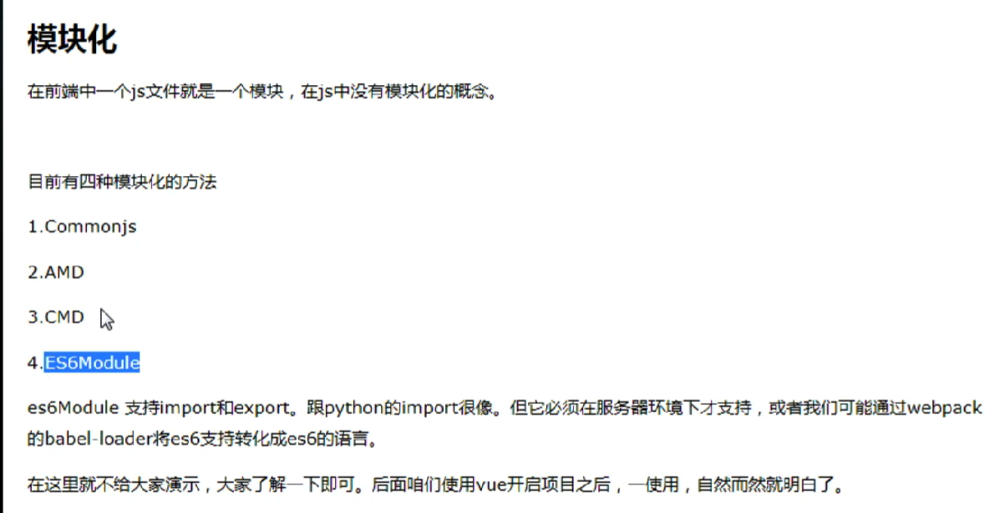 模块化
在前端中一个js文件就是一个模块，在js中没有模块化的概念。
目前有四种模块化的方法
1.Commonjs
2.AMD
3.CMD
4.ES6Module
es6Module 支持import和export。跟python的import很像。但它必须在服务器环境下才支持，或者我们可能通过webpack
的babel-loader将es6支持转化成es6的语言。
在这里就不给大家演示，大家了解一下即可。后面咱们使用vue开启项目之后，一使用，自然而然就明白了。